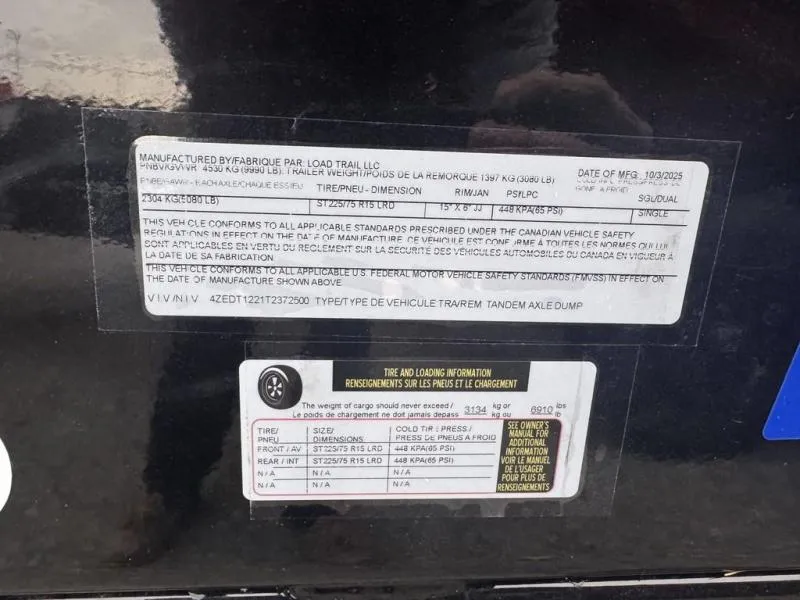 MANUFACTURED BY/FABRIQUE PAR: LOAD TRAIL LLC
DATE OF MFG. 10/3/2025
PNBV/GVWR 4530 KG (9990 LB). TRAILER WEIGHT/POIDS DE LA REMORQUE 1397 KG (3080 LB)
PNBE/GAWR - EACH AXLE/CHAQUE ESSIEU TIRE/PNEU - DIMENSION RIM/JAN PSI/LPC A FROID SGL/DUAL
2304 KG(5080 LB) ST225/75 R15 LRD 15" X 6" JJ 448 KPA(65 PSI) SINGLE
THIS VEHICLE CONFORMS TO ALL APPLICABLE STANDARDS PRESCRIBED UNDER THE CANADIAN VEHICLE SAFETY
REGULATIONS IN EFFECT ON THE DATE OF MANUFACTURE. CE VÉHICULE EST CONFORME À TOUTES LES NORMES QUI LUI
SONT APPLICABLES EN VERTU DU REGLEMENT SUR LA SÉCURITÉ DES VÉHICULES AUTOMOBILES DU CANADA EN VIGUEUR À
LA DATE DE SA FABRICATION
THIS VEHICLE CONFORMS TO ALL APPLICABLE U.S. FEDERAL MOTOR VEHICLE SAFETY STANDARDS (FMVSS) IN EFFECT ON
THE DATE OF MANUFACTURE SHOWN ABOVE
V I V /N I V 4ZEDT1221T2372500 TYPE/TYPE DE VEHICULE TRA/REM TANDEM AXLE DUMP
TIRE AND LOADING INFORMATION
RENSEIGNEMENTS SUR LES PNEUS ET LE CHARGEMENT
The weight of cargo should never exceed / 3134 kg or 6910 lbs
Le poids de chargement ne doit jamais depass kg ou lb
TIRE/ SIZE/ COLD TIRE PRESS /
PNEU DIMENSIONS PRESS DE PNEUS A FROID
FRONT / AV ST225/75 R15 LRD 448 KPA(65 PSI)
REAR / INT ST225/75 R15 LRD 448 KPA(65 PSI)
N / A N / A N / A
N / A N / A N / A
SEE OWNER'S
MANUAL FOR
ADDITIONAL
INFORMATION
VOIR LE MANUEL
DE L'USAGER
POUR PLUS DE
RENSEIGNEMENTS